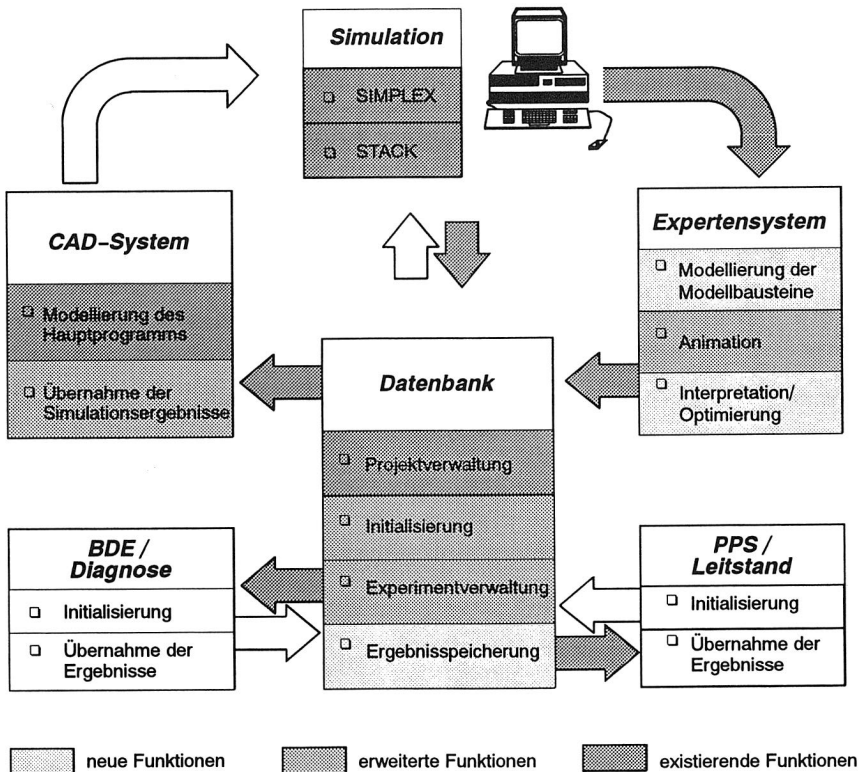 Simulation
SIMPLEX
STACK
CAD–System
Modellierung des
Hauptprogramms
Übernahme der
Simulationsergebnisse
Expertensystem
Modellierung der
Modellbausteine
Animation
Interpretation/
Optimierung
Datenbank
Projektverwaltung
Initialisierung
Experimentverwaltung
Ergebnisspeicherung
BDE /
Diagnose
Initialisierung
Übernahme der
Ergebnisse
PPS /
Leitstand
Initialisierung
Übernahme der
Ergebnisse
neue Funktionen
erweiterte Funktionen
existierende Funktionen